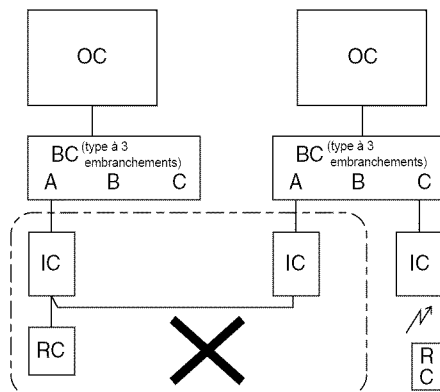 OC
OC
BC (type à 3
embranchements)
A B C
BC (type à 3
embranchements)
A B C
IC
IC
IC
RC
R
C